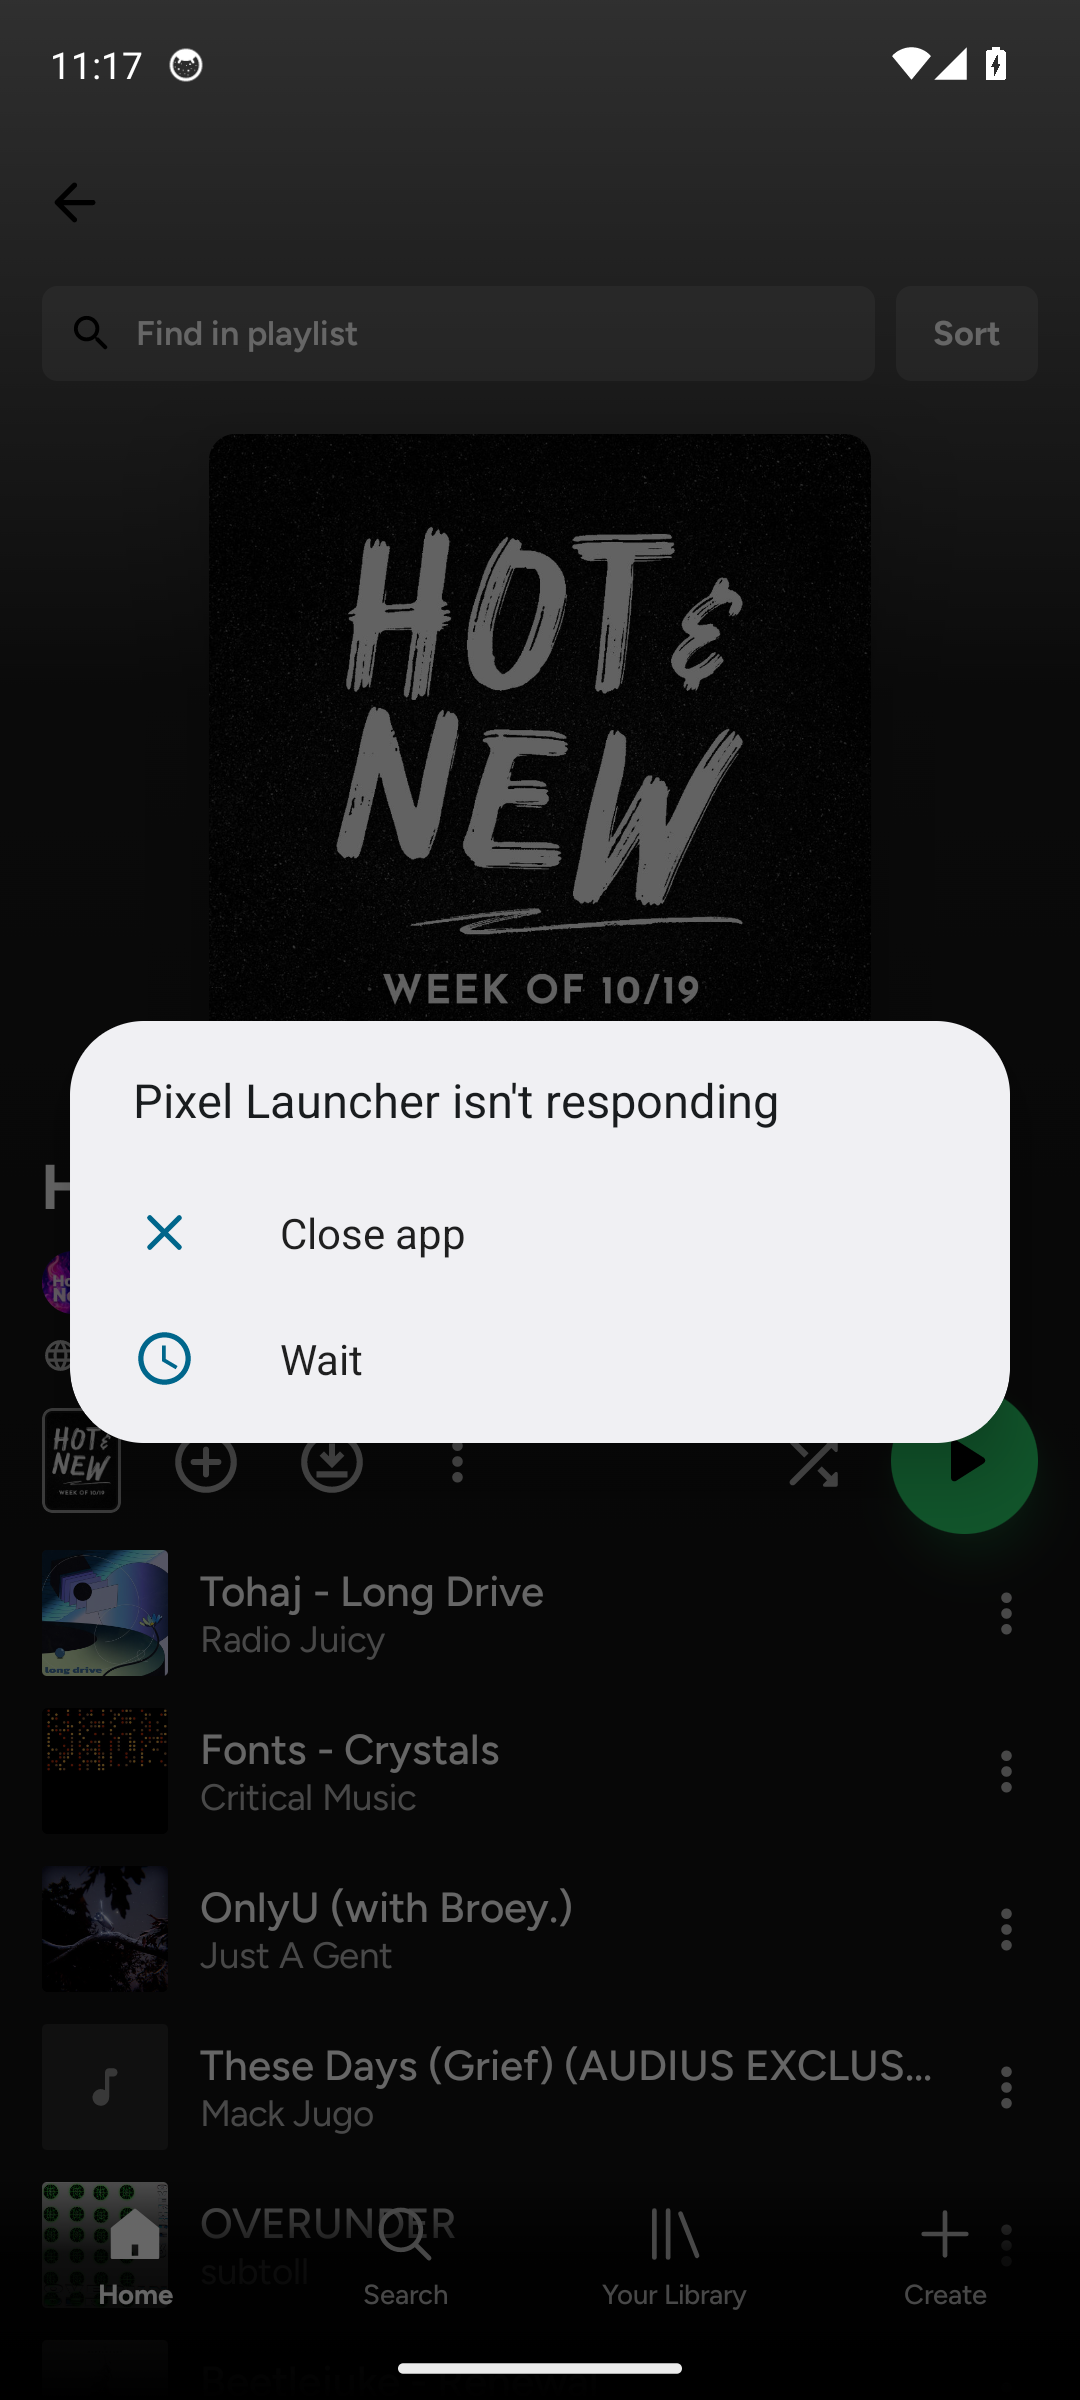 11:17
Find in playlist
Sort
HOT &
NEW
WEEK OF 10/19
Pixel Launcher isn't responding
Close app
Wait
HOT &
NEW
WEEK OF 10/19
Tohaj - Long Drive
Radio Juicy
long drive
Fonts - Crystals
Critical Music
OnlyU (with Broey.)
Just A Gent
These Days (Grief) (AUDIUS EXCLUS...
Mack Jugo
OVERUNDER
subtoll
Home
Search
Your Library
Create